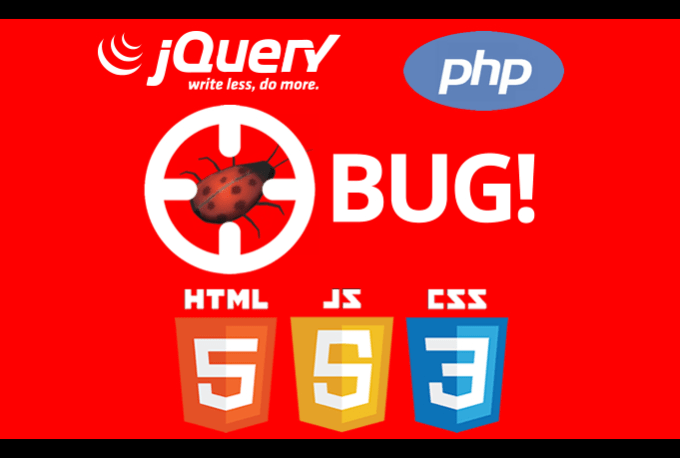 jQuery
write less, do more.
php
BUG!
HTML JS CSS
5 5 3